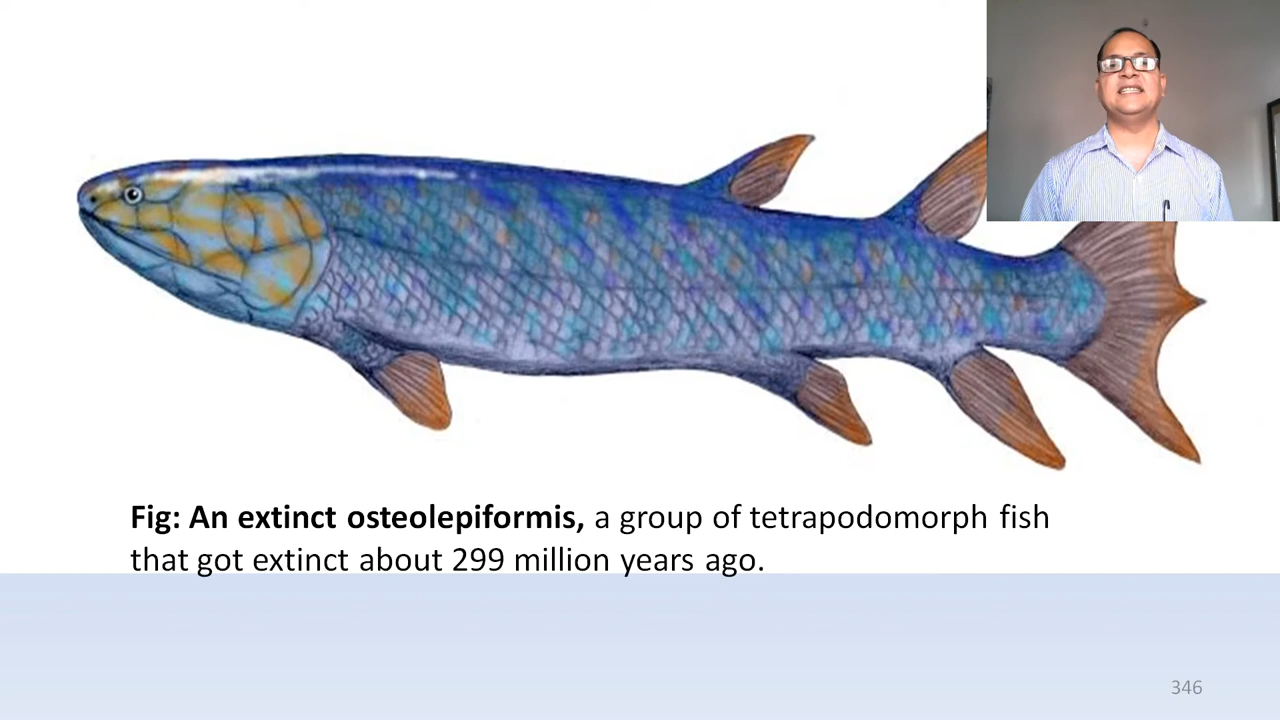 Fig: An extinct osteolepiformis, a group of tetrapodomorph fish
that got extinct about 299 million years ago.
346